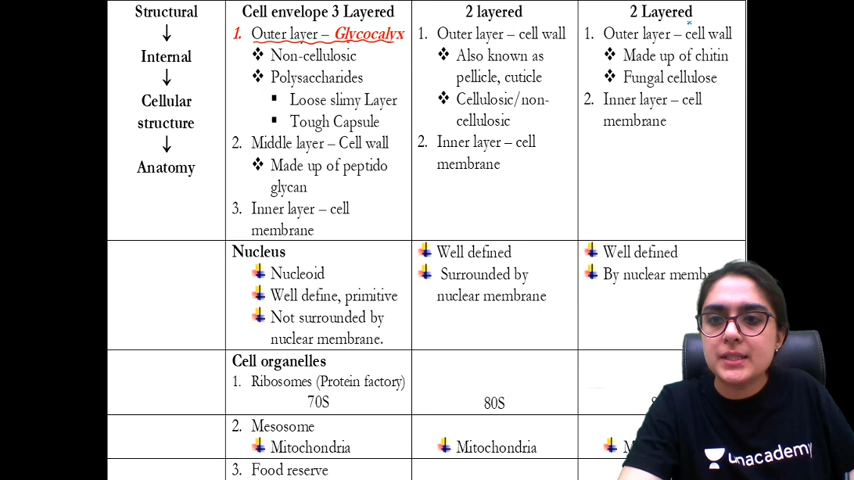 Structural
↓
Internal
↓
Cellular
structure
↓
Anatomy
Cell envelope 3 Layered
1. Outer layer – Glycocalyx
❖ Non-cellulosic
❖ Polysaccharides
▪ Loose slimy Layer
▪ Tough Capsule
2. Middle layer – Cell wall
❖ Made up of peptido
glycan
3. Inner layer – cell
membrane
2 layered
1. Outer layer – cell wall
❖ Also known as
pellicle, cuticle
❖ Cellulosic/non-
cellulosic
2. Inner layer – cell
membrane
2 Layered
1. Outer layer – cell wall
❖ Made up of chitin
❖ Fungal cellulose
2. Inner layer – cell
membrane
Nucleus
Nucleoid
Well define, primitive
Not surrounded by
nuclear membrane.
Well defined
Surrounded by
nuclear membrane
Well defined
By nuclear
Cell organelles
1. Ribosomes (Protein factory)
70S
80S
2. Mesosome
Mitochondria
Mitochondria
3. Food reserve
unacademy